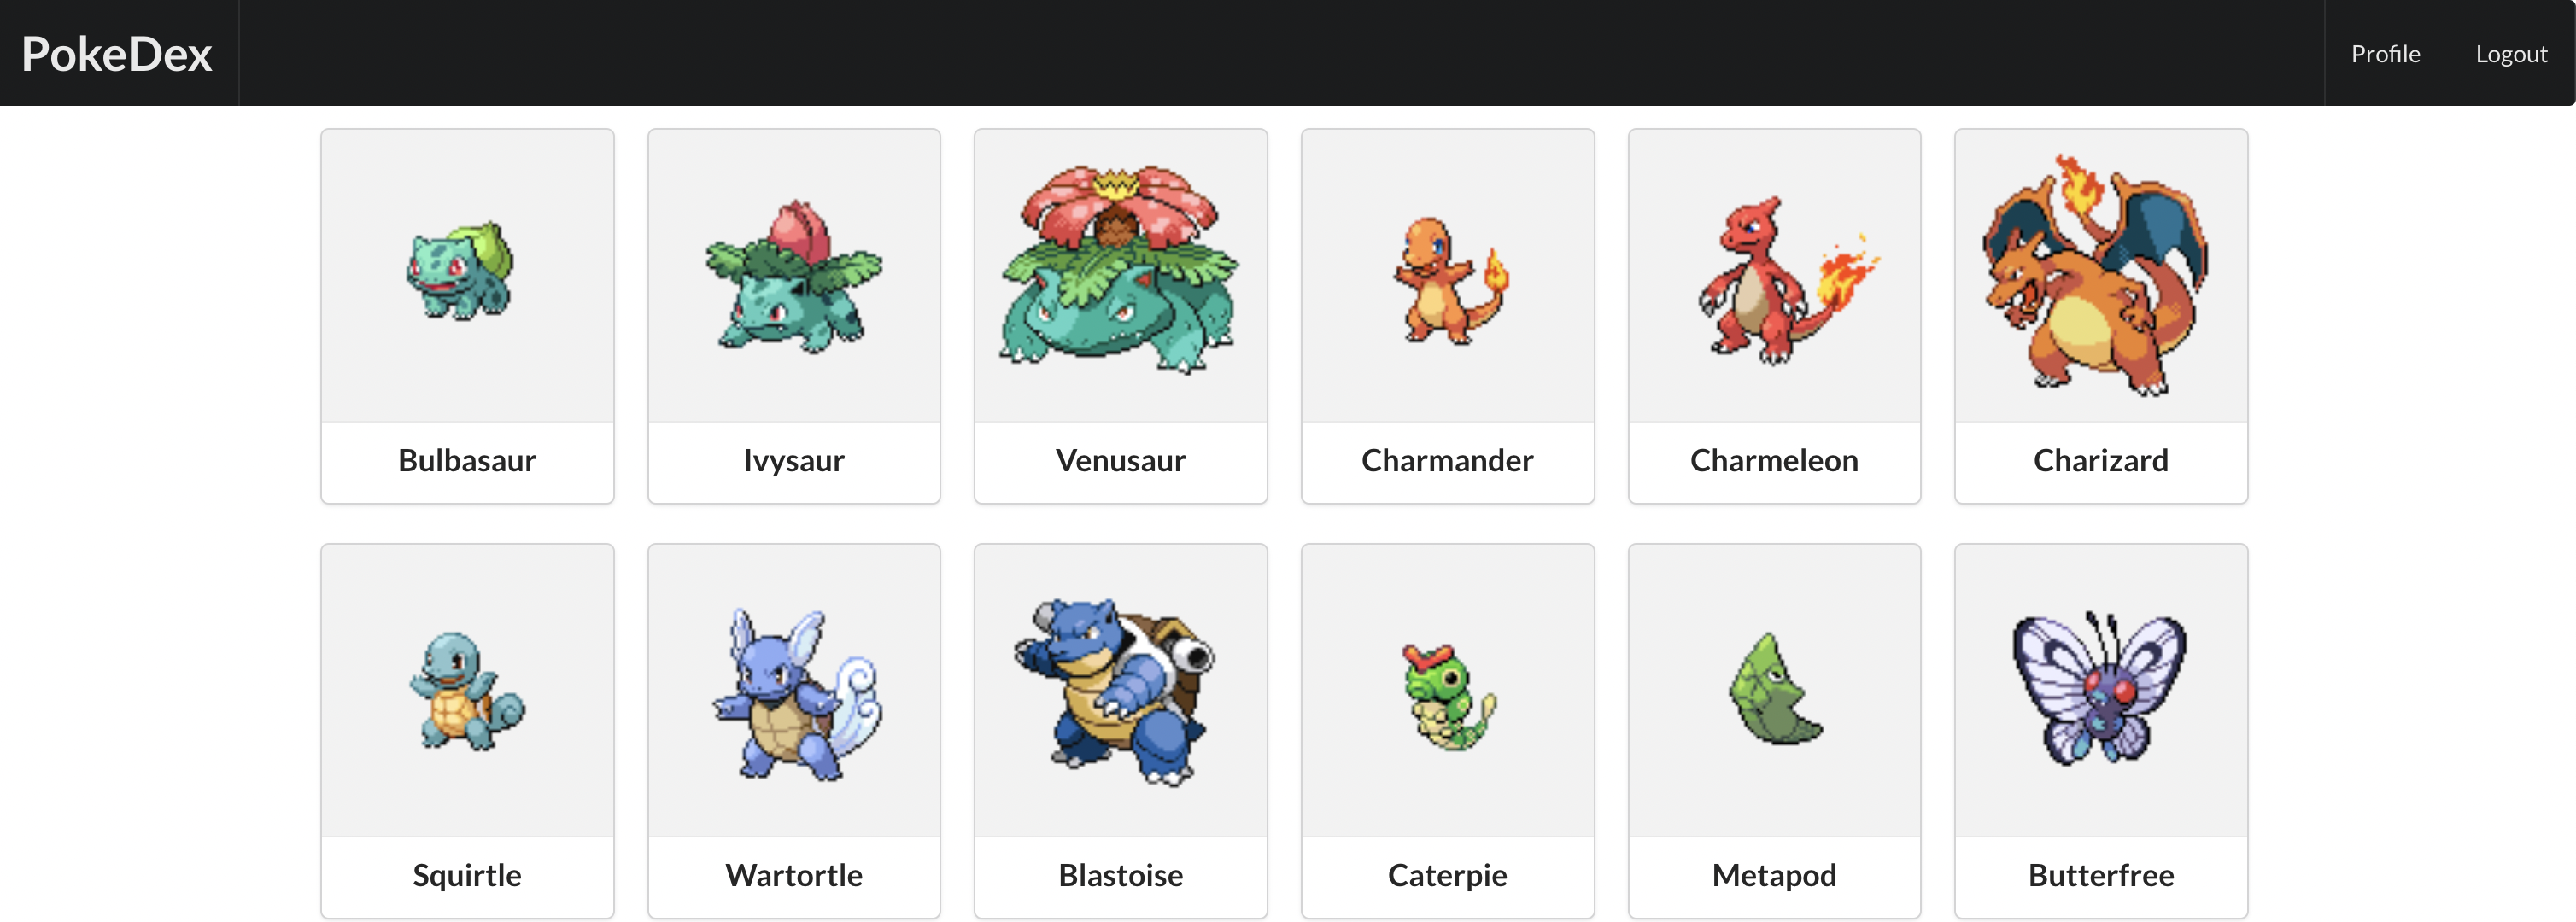 PokeDex
Profile Logout
Bulbasaur Ivysaur Venusaur Charmander Charmeleon Charizard
Squirtle Wartortle Blastoise Caterpie Metapod Butterfree